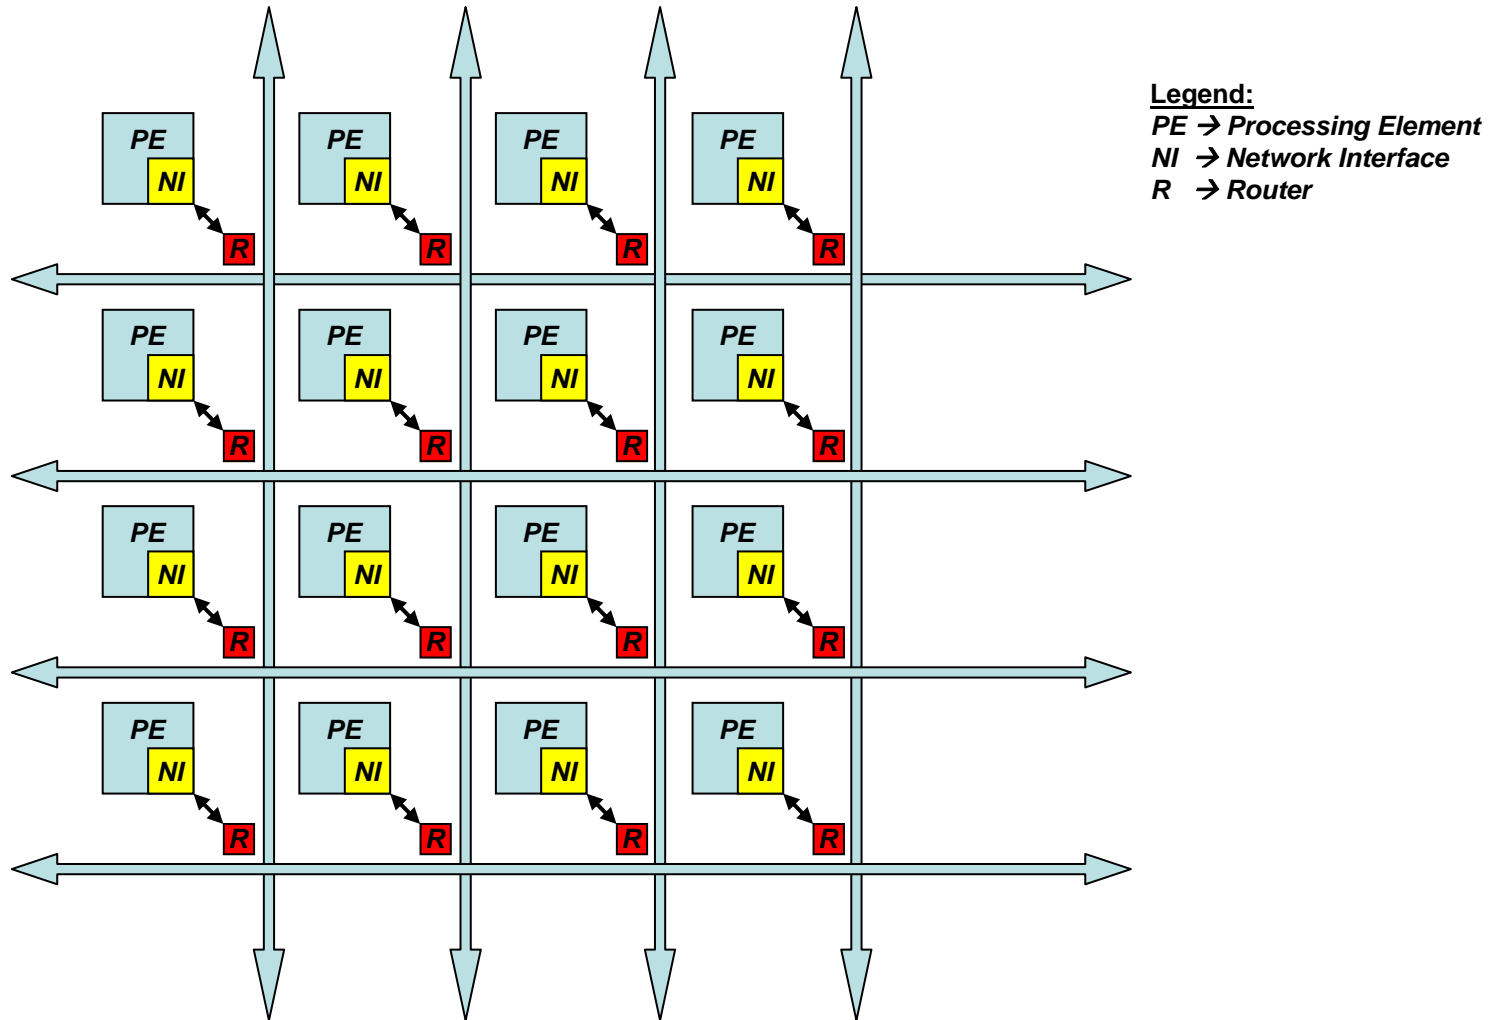 Legend:
PE → Processing Element
NI → Network Interface
R → Router
PE PE PE PE
NI NI NI NI
R R R R
PE PE PE PE
NI NI NI NI
R R R R
PE PE PE PE
NI NI NI NI
R R R R
PE PE PE PE
NI NI NI NI
R R R R